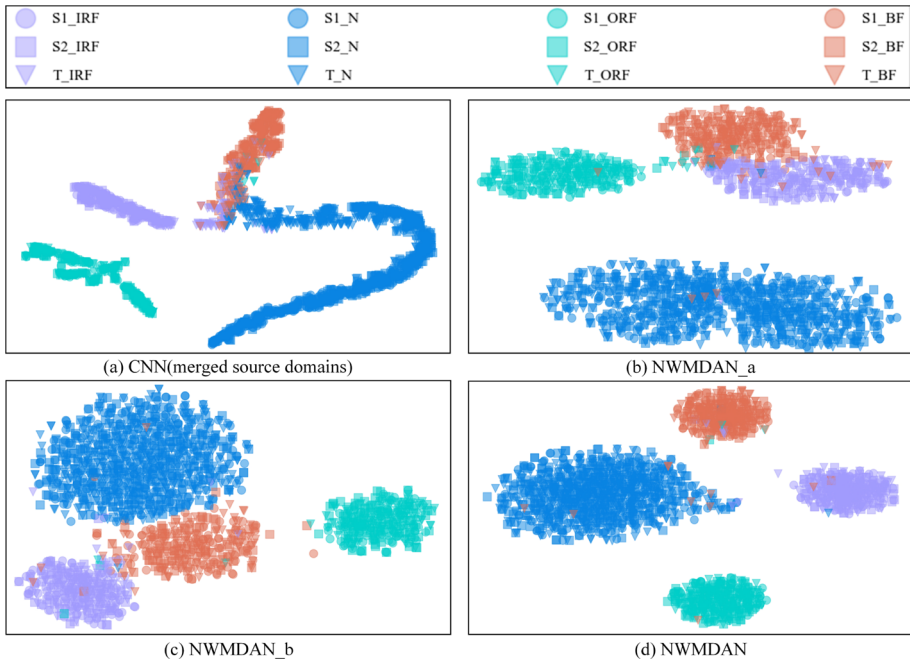 S1_IRF S1_N S1_ORF S1_BF
S2_IRF S2_N S2_ORF S2_BF
T_IRF T_N T_ORF T_BF
(a) CNN(merged source domains) (b) NWMDAN_a
(c) NWMDAN_b (d) NWMDAN